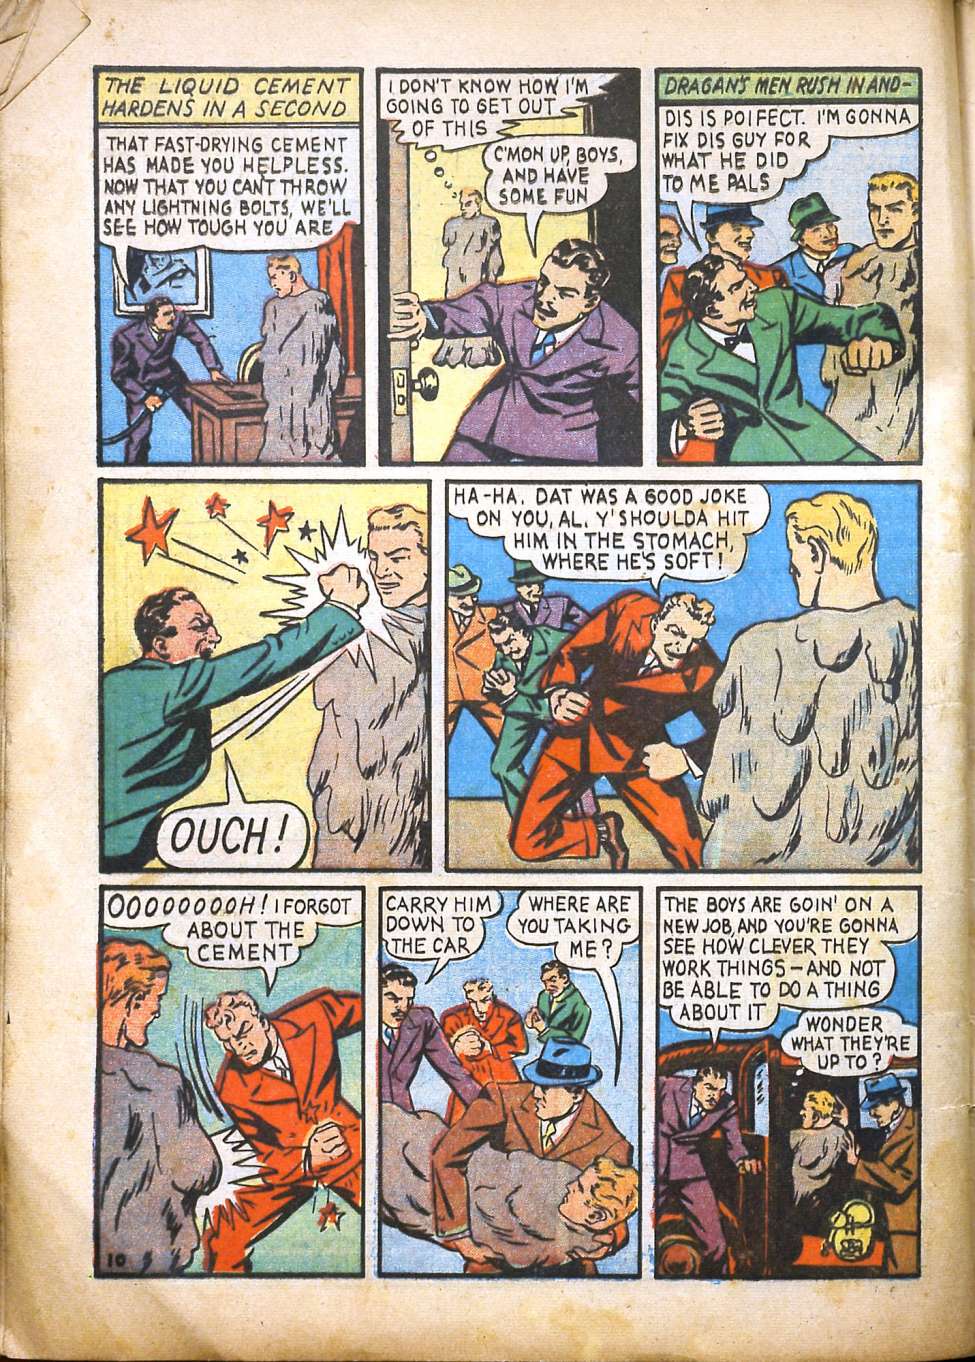 THE LIQUID CEMENT
HARDENS IN A SECOND
THAT FAST-DRYING CEMENT
HAS MADE YOU HELPLESS.
NOW THAT YOU CAN'T THROW
ANY LIGHTNING BOLTS, WE'LL
SEE HOW TOUGH YOU ARE
I DON'T KNOW HOW I'M
GOING TO GET OUT
OF THIS
C'MON UP, BOYS,
AND HAVE
SOME FUN
DRAGAN'S MEN RUSH IN AND-
DIS IS POIFECT. I'M GONNA
FIX DIS GUY FOR
WHAT HE DID
TO ME PALS
OUCH!
HA-HA. DAT WAS A GOOD JOKE
ON YOU, AL. Y'SHOULDA HIT
HIM IN THE STOMACH,
WHERE HE'S SOFT!
OOOOOOOOH! I FORGOT
ABOUT THE
CEMENT
10
CARRY HIM
DOWN TO
THE CAR
WHERE ARE
YOU TAKING
ME?
THE BOYS ARE GOIN' ON A
NEW JOB, AND YOU'RE GONNA
SEE HOW CLEVER THEY
WORK THINGS — AND NOT
BE ABLE TO DO A THING
ABOUT IT
WONDER
WHAT THEY'RE
UP TO?